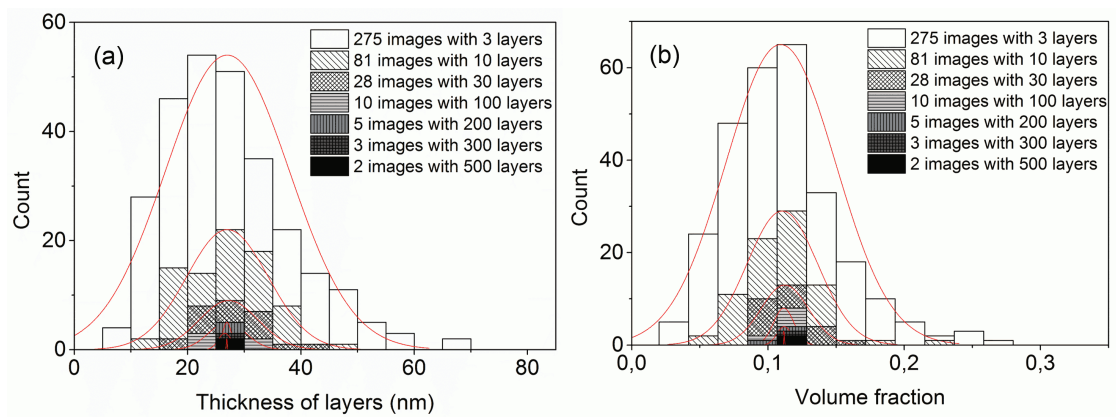 (a)
275 images with 3 layers
81 images with 10 layers
28 images with 30 layers
10 images with 100 layers
5 images with 200 layers
3 images with 300 layers
2 images with 500 layers
60
40
20
0
Count
0
20
40
60
80
Thickness of layers (nm)
(b)
275 images with 3 layers
81 images with 10 layers
28 images with 30 layers
10 images with 100 layers
5 images with 200 layers
3 images with 300 layers
2 images with 500 layers
60
40
20
0
Count
0,0
0,1
0,2
0,3
Volume fraction